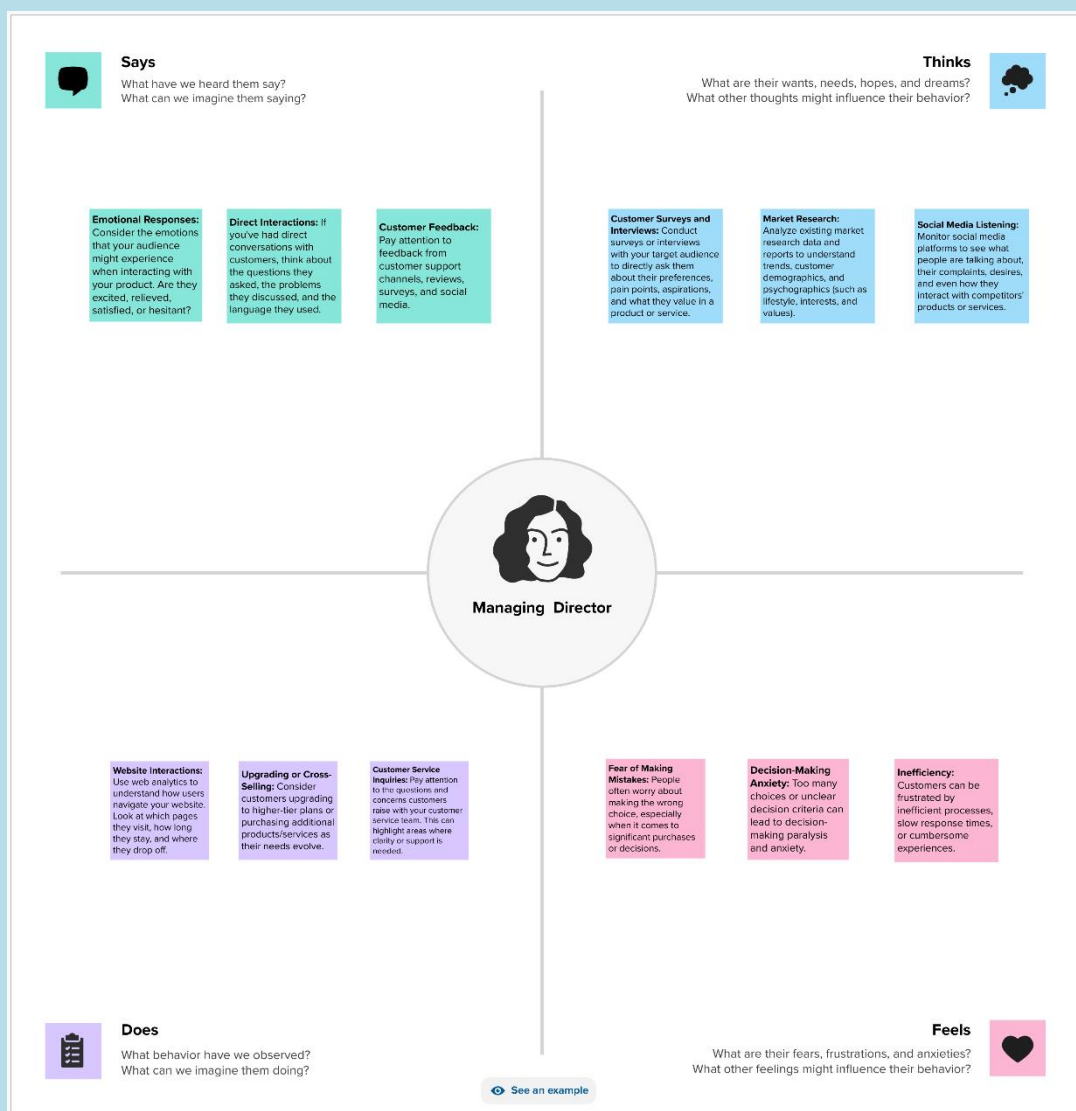 Says
What have we heard them say?
What can we imagine them saying?
Thinks
What are their wants, needs, hopes, and dreams?
What other thoughts might influence their behavior?
Emotional Responses:
Consider the emotions
that your audience
might experience
when interacting with
your product. Are they
excited, relieved,
satisfied, or hesitant?
Direct Interactions: If
you've had direct
conversations with
customers, think about
the questions they
asked, the problems
they discussed, and the
language they used.
Customer Feedback:
Pay attention to
feedback from
customer support
channels, reviews,
surveys, and social
media.
Customer Surveys and
Interviews: Conduct
surveys or interviews
with your target audience
to directly ask them
about their preferences,
pain points, aspirations,
and what they value in a
product or service.
Market Research:
Analyze existing market
research data and
reports to understand
trends, customer
demographics, and
psychographics (such as
lifestyle, interests, and
values).
Social Media Listening:
Monitor social media
platforms to see what
people are talking about,
their complaints, desires,
and even how they
interact with competitors'
products or services.
Managing Director
Website Interactions:
Use web analytics to
understand how users
navigate your website.
Look at which pages
they visit, how long
they stay, and where
they drop off.
Upgrading or Cross-
Selling: Consider
customers upgrading
to higher-tier plans or
purchasing additional
products/services as
their needs evolve.
Customer Service
Inquiries: Pay attention
to the questions and
concerns customers
raise with your customer
service team. This can
highlight areas where
clarity or support is
needed.
Fear of Making
Mistakes: People
often worry about
making the wrong
choice, especially
when it comes to
significant purchases
or decisions.
Decision-Making
Anxiety: Too many
choices or unclear
decision criteria can
lead to decision-
making paralysis
and anxiety.
Inefficiency:
Customers can be
frustrated by
inefficient processes,
slow response times,
or cumbersome
experiences.
Does
What behavior have we observed?
What can we imagine them doing?
Feels
What are their fears, frustrations, and anxieties?
What other feelings might influence their behavior?
See an example